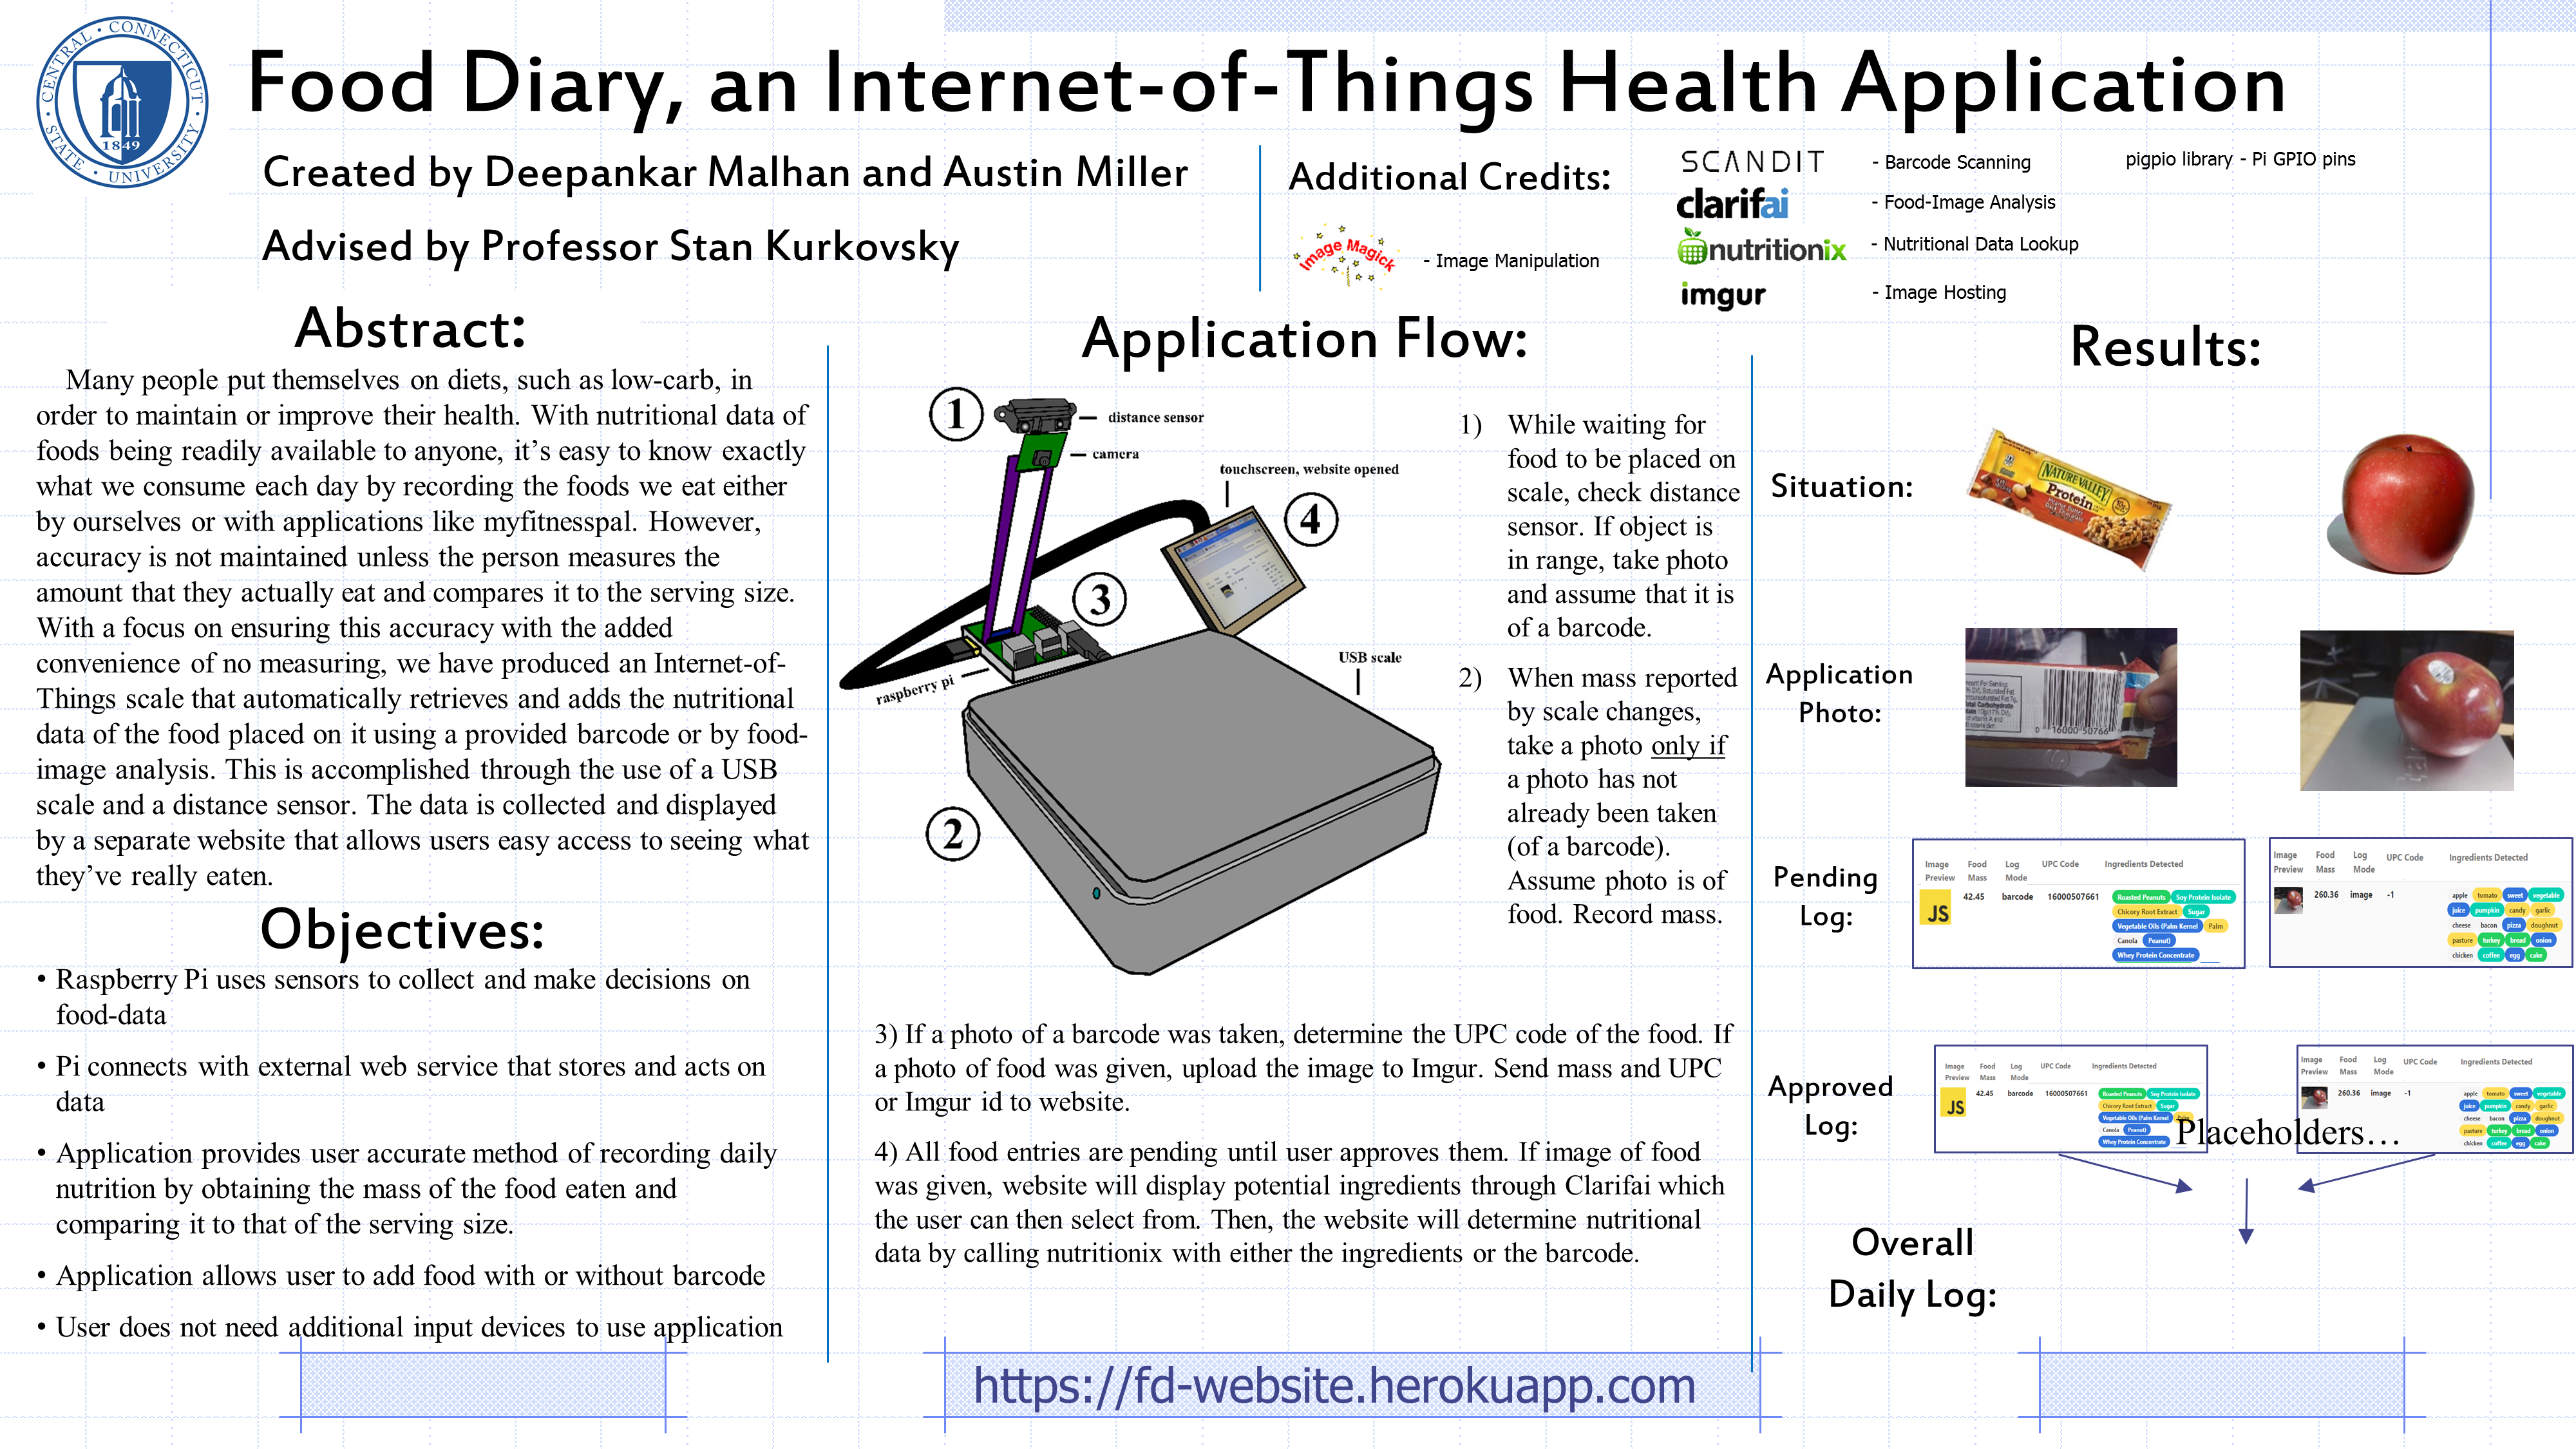 CENTRAL • CONNECTICUT • STATE • UNIVERSITY •
1849
Food Diary, an Internet-of-Things Health Application
Created by Deepankar Malhan and Austin Miller
Advised by Professor Stan Kurkovsky
Additional Credits:
Image Magick
- Image Manipulation
SCANDIT
- Barcode Scanning
clarifai
- Food-Image Analysis
nutritionix
- Nutritional Data Lookup
imgur
- Image Hosting
pigpio library - Pi GPIO pins
Abstract:
Many people put themselves on diets, such as low-carb, in
order to maintain or improve their health. With nutritional data of
foods being readily available to anyone, it’s easy to know exactly
what we consume each day by recording the foods we eat either
by ourselves or with applications like myfitnesspal. However,
accuracy is not maintained unless the person measures the
amount that they actually eat and compares it to the serving size.
With a focus on ensuring this accuracy with the added
convenience of no measuring, we have produced an Internet-of-
Things scale that automatically retrieves and adds the nutritional
data of the food placed on it using a provided barcode or by food-
image analysis. This is accomplished through the use of a USB
scale and a distance sensor. The data is collected and displayed
by a separate website that allows users easy access to seeing what
they’ve really eaten.
Objectives:
• Raspberry Pi uses sensors to collect and make decisions on
food-data
• Pi connects with external web service that stores and acts on
data
• Application provides user accurate method of recording daily
nutrition by obtaining the mass of the food eaten and
comparing it to that of the serving size.
• Application allows user to add food with or without barcode
• User does not need additional input devices to use application
Application Flow:
1
distance sensor
camera
touchscreen, website opened
4
3
raspberry pi
USB scale
2
1) While waiting for
food to be placed on
scale, check distance
sensor. If object is
in range, take photo
and assume that it is
of a barcode.
2) When mass reported
by scale changes,
take a photo only if
a photo has not
already been taken
(of a barcode).
Assume photo is of
food. Record mass.
3) If a photo of a barcode was taken, determine the UPC code of the food. If
a photo of food was given, upload the image to Imgur. Send mass and UPC
or Imgur id to website.
4) All food entries are pending until user approves them. If image of food
was given, website will display potential ingredients through Clarifai which
the user can then select from. Then, the website will determine nutritional
data by calling nutritionix with either the ingredients or the barcode.
https://fd-website.herokuapp.com
Results:
Situation:
NATURE VALLEY
Protein
Application
Photo:
Total Carbohydrate
0 16000 50766
Pending
Log:
Image Preview Food Mass Log Mode UPC Code Ingredients Detected
JS 42.45 barcode 16000507661 Roasted Peanuts Soy Protein Isolate
Chicory Root Extract Sugar
Vegetable Oils (Palm Kernel Palm
Canola Peanut)
Whey Protein Concentrate
Image Preview Food Mass Log Mode UPC Code Ingredients Detected
260.36 image -1 apple tomato sweet vegetable
juice pumpkin candy garlic
cheese bacon pizza doughnut
pasture turkey bread onion
chicken coffee egg cake
Approved
Log:
Image Preview Food Mass Log Mode UPC Code Ingredients Detected
JS 42.45 barcode 16000507661 Roasted Peanuts Soy Protein Isolate
Chicory Root Extract Sugar
Vegetable Oils (Palm Kernel Palm
Canola Peanut)
Whey Protein Concentrate
Image Preview Food Mass Log Mode UPC Code Ingredients Detected
260.36 image -1 apple tomato sweet vegetable
juice pumpkin candy garlic
cheese bacon pizza doughnut
pasture turkey bread onion
chicken coffee egg cake
Placeholders…
Overall
Daily Log: